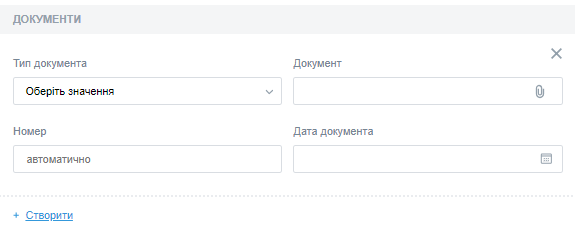 ДОКУМЕНТИ
Тип документа
Документ
Оберіть значення
Номер
Дата документа
автоматично
+ Створити